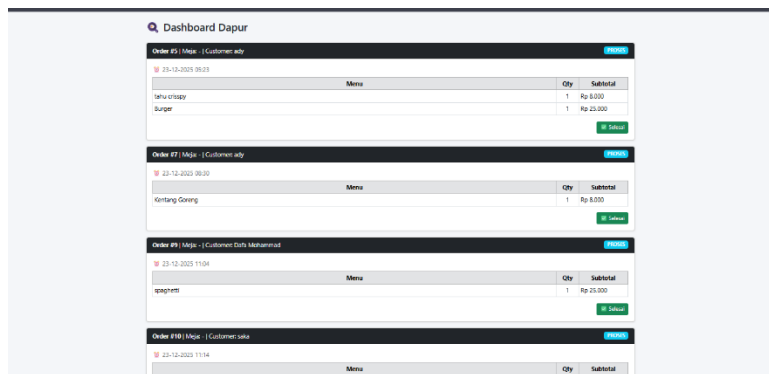 Dashboard Dapur
Order #5 | Meja: - | Customer: ady PROSES
23-12-2025 05:23
Menu Qty Subtotal
tahu crisspy 1 Rp 8.000
Burger 1 Rp 25.000
Selesai
Order #7 | Meja: - | Customer: ady PROSES
23-12-2025 06:30
Menu Qty Subtotal
Kentang Goreng 1 Rp 8.000
Selesai
Order #9 | Meja: - | Customer: Dafa Mohammad PROSES
23-12-2025 11:04
Menu Qty Subtotal
spaghetti 1 Rp 25.000
Selesai
Order #10 | Meja: - | Customer: saka PROSES
23-12-2025 11:14
Menu Qty Subtotal